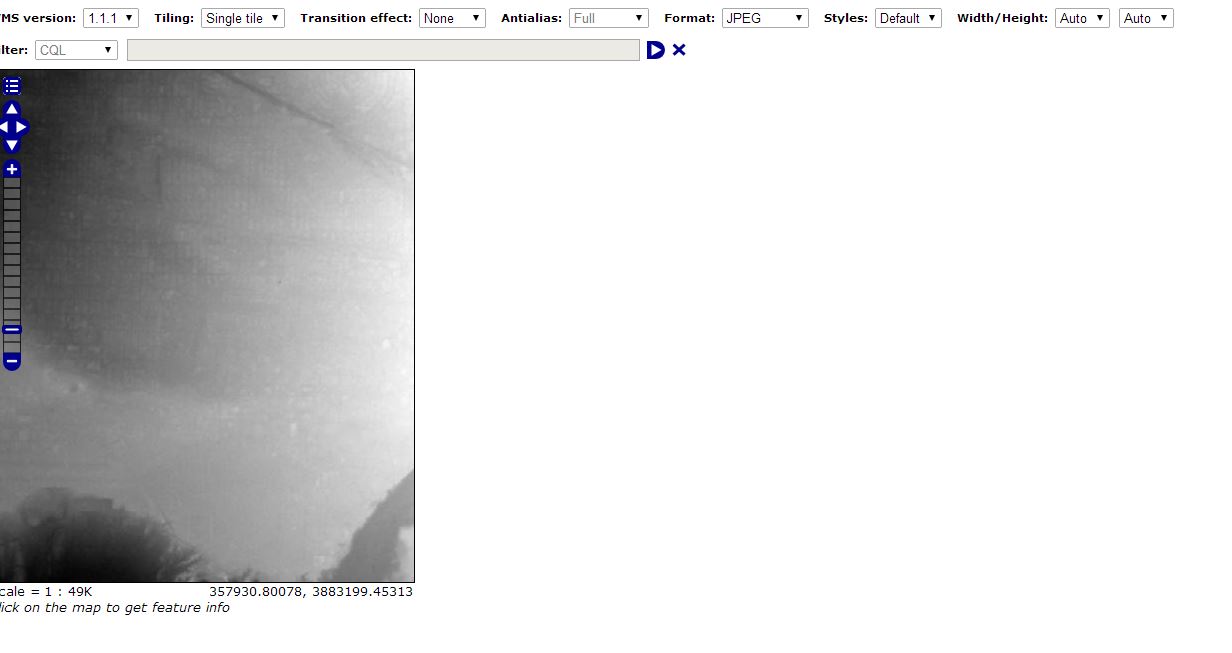 MS version: 1.1.1 Tiling: Single tile Transition effect: None Antialias: Full Format: JPEG Styles: Default Width/Height: Auto Auto
lter: CQL
cale = 1 : 49K 357930.80078, 3883199.45313
lick on the map to get feature info